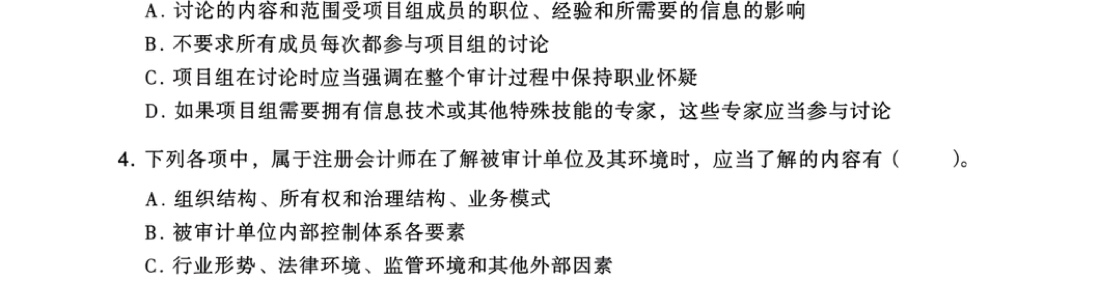 A. 讨论的内容和范围受项目组成员的职位、经验和所需要的信息的影响
B. 不要求所有成员每次都参与项目组的讨论
C. 项目组在讨论时应当强调在整个审计过程中保持职业怀疑
D. 如果项目组需要拥有信息技术或其他特殊技能的专家，这些专家应当参与讨论
4. 下列各项中，属于注册会计师在了解被审计单位及其环境时，应当了解的内容有（　　）。
A. 组织结构、所有权和治理结构、业务模式
B. 被审计单位内部控制体系各要素
C. 行业形势、法律环境、监管环境和其他外部因素